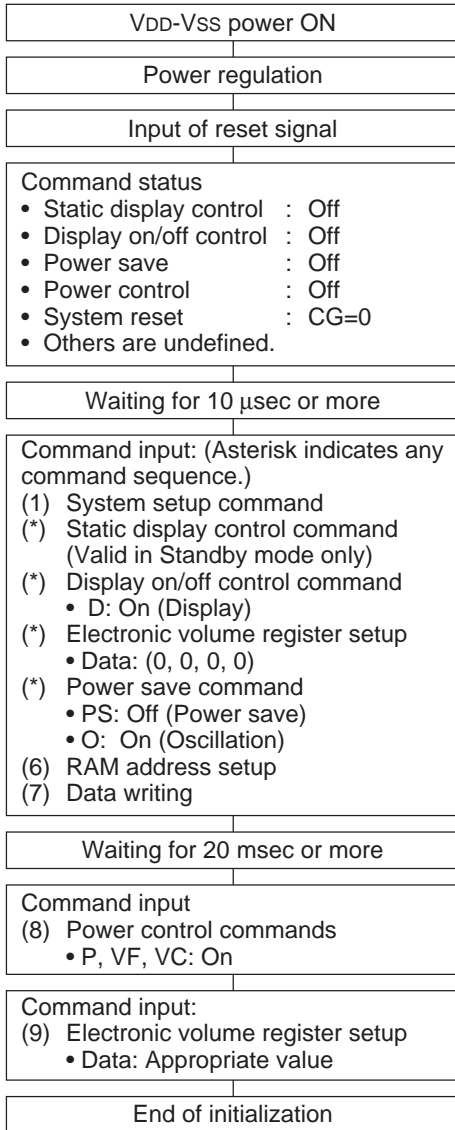 VDD-VSS power ON
Power regulation
Input of reset signal
Command status
• Static display control : Off
• Display on/off control : Off
• Power save : Off
• Power control : Off
• System reset : CG=0
• Others are undefined.
Waiting for 10 µsec or more
Command input: (Asterisk indicates any
command sequence.)
(1) System setup command
(*) Static display control command
(Valid in Standby mode only)
(*) Display on/off control command
• D: On (Display)
(*) Electronic volume register setup
• Data: (0, 0, 0, 0)
(*) Power save command
• PS: Off (Power save)
• O: On (Oscillation)
(6) RAM address setup
(7) Data writing
Waiting for 20 msec or more
Command input
(8) Power control commands
• P, VF, VC: On
Command input:
(9) Electronic volume register setup
• Data: Appropriate value
End of initialization